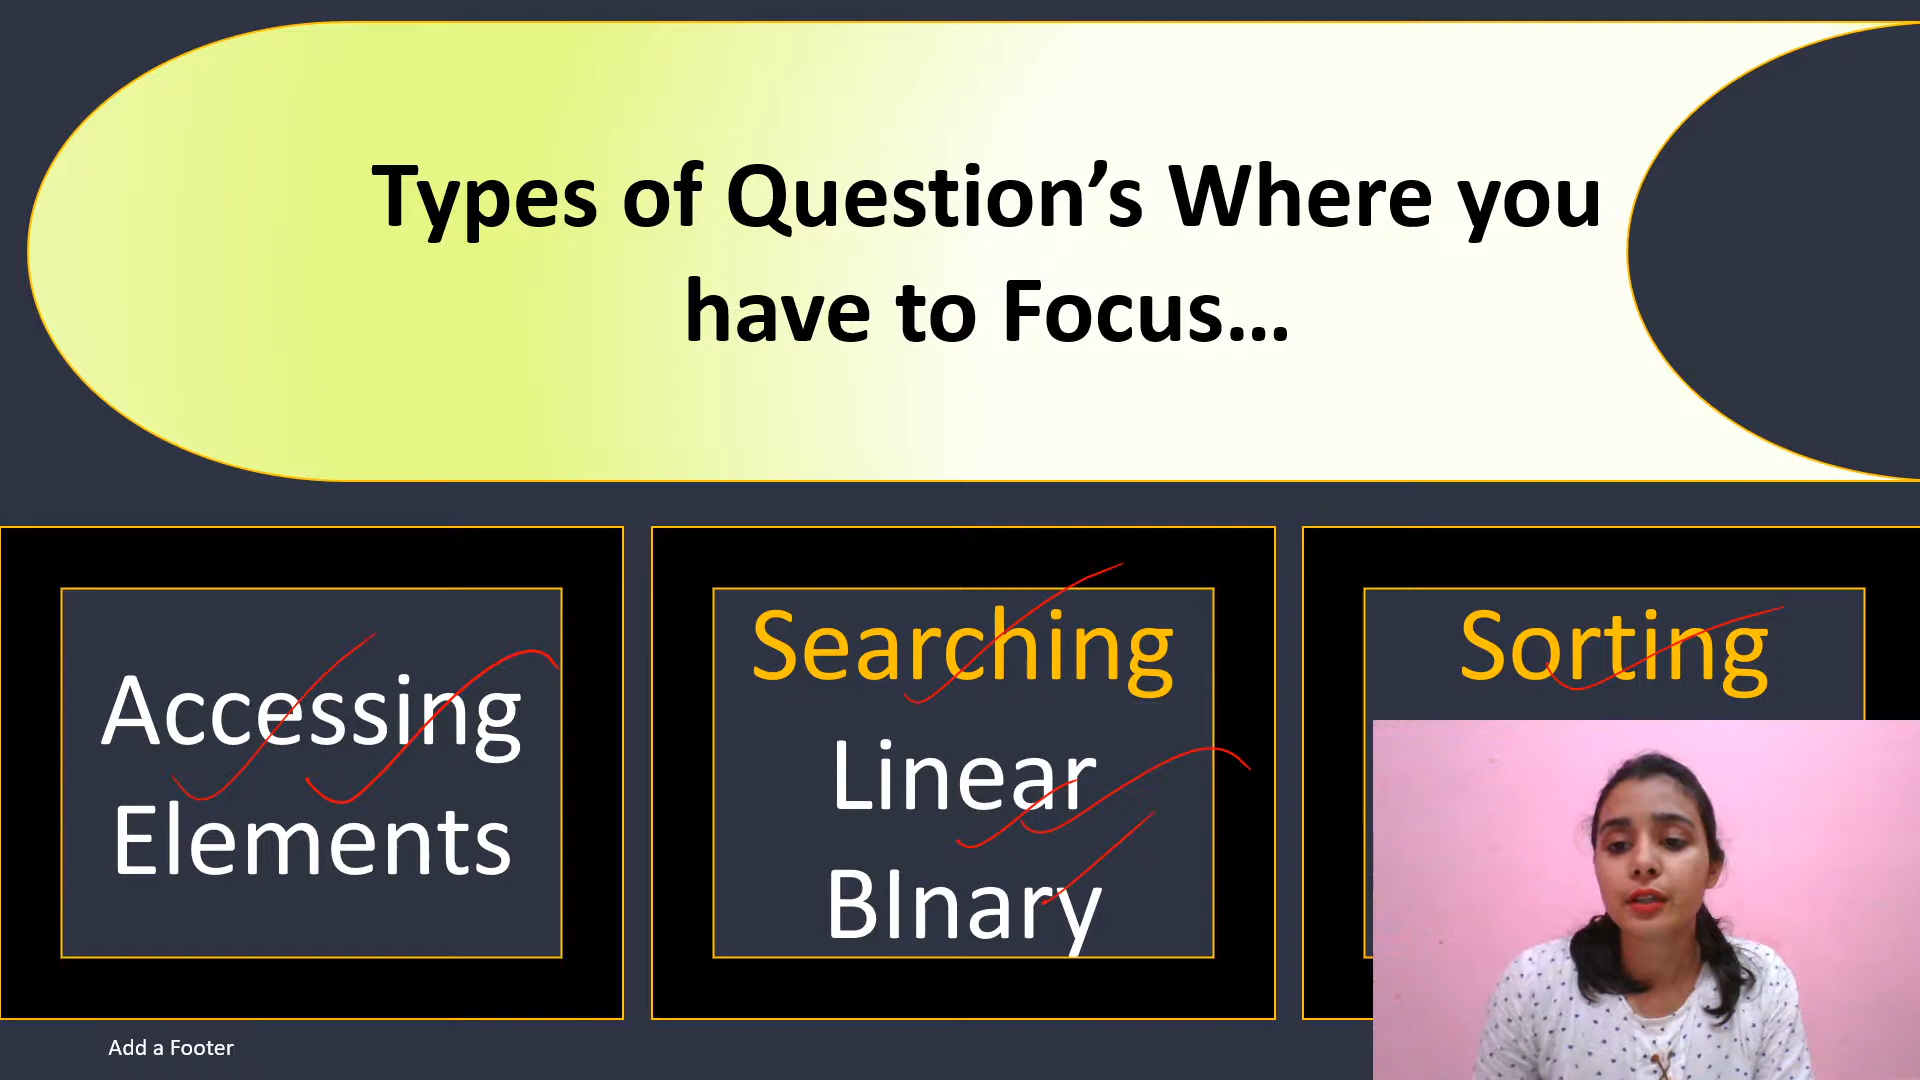 Types of Question’s Where you
have to Focus...
Accessing
Elements
Searching
Linear
BInary
Sorting
Add a Footer